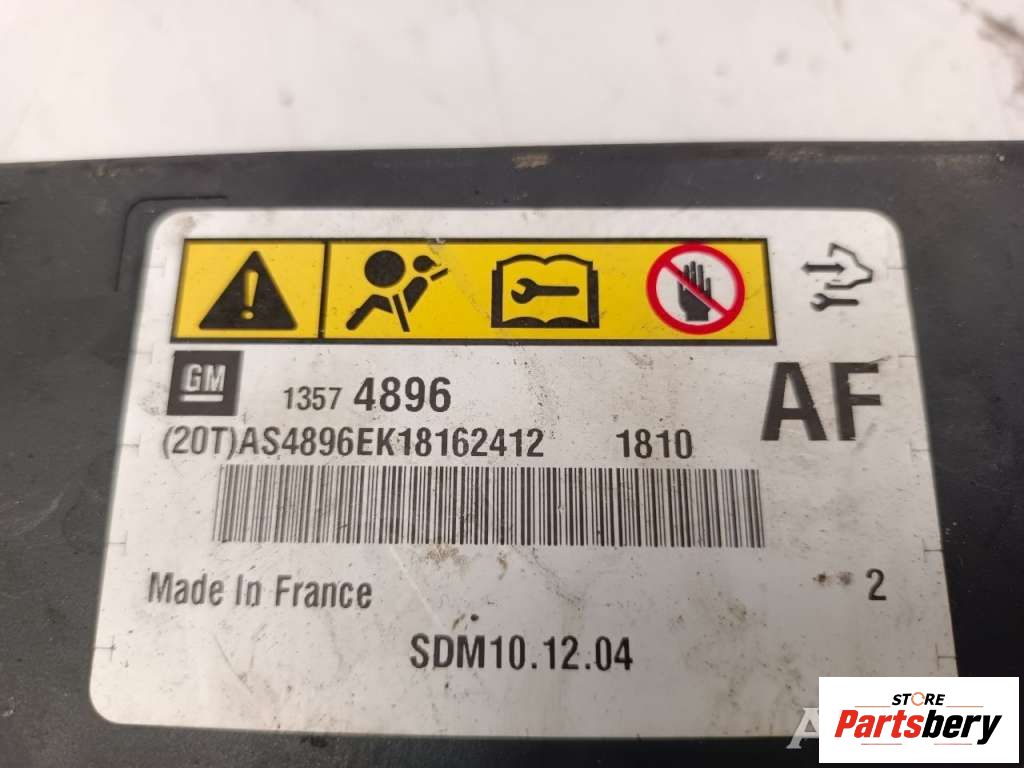 GM
1357 4896
AF
(20T)AS4896EK18162412 1810
Made In France 2
SDM10.12.04
STORE
Partsbery